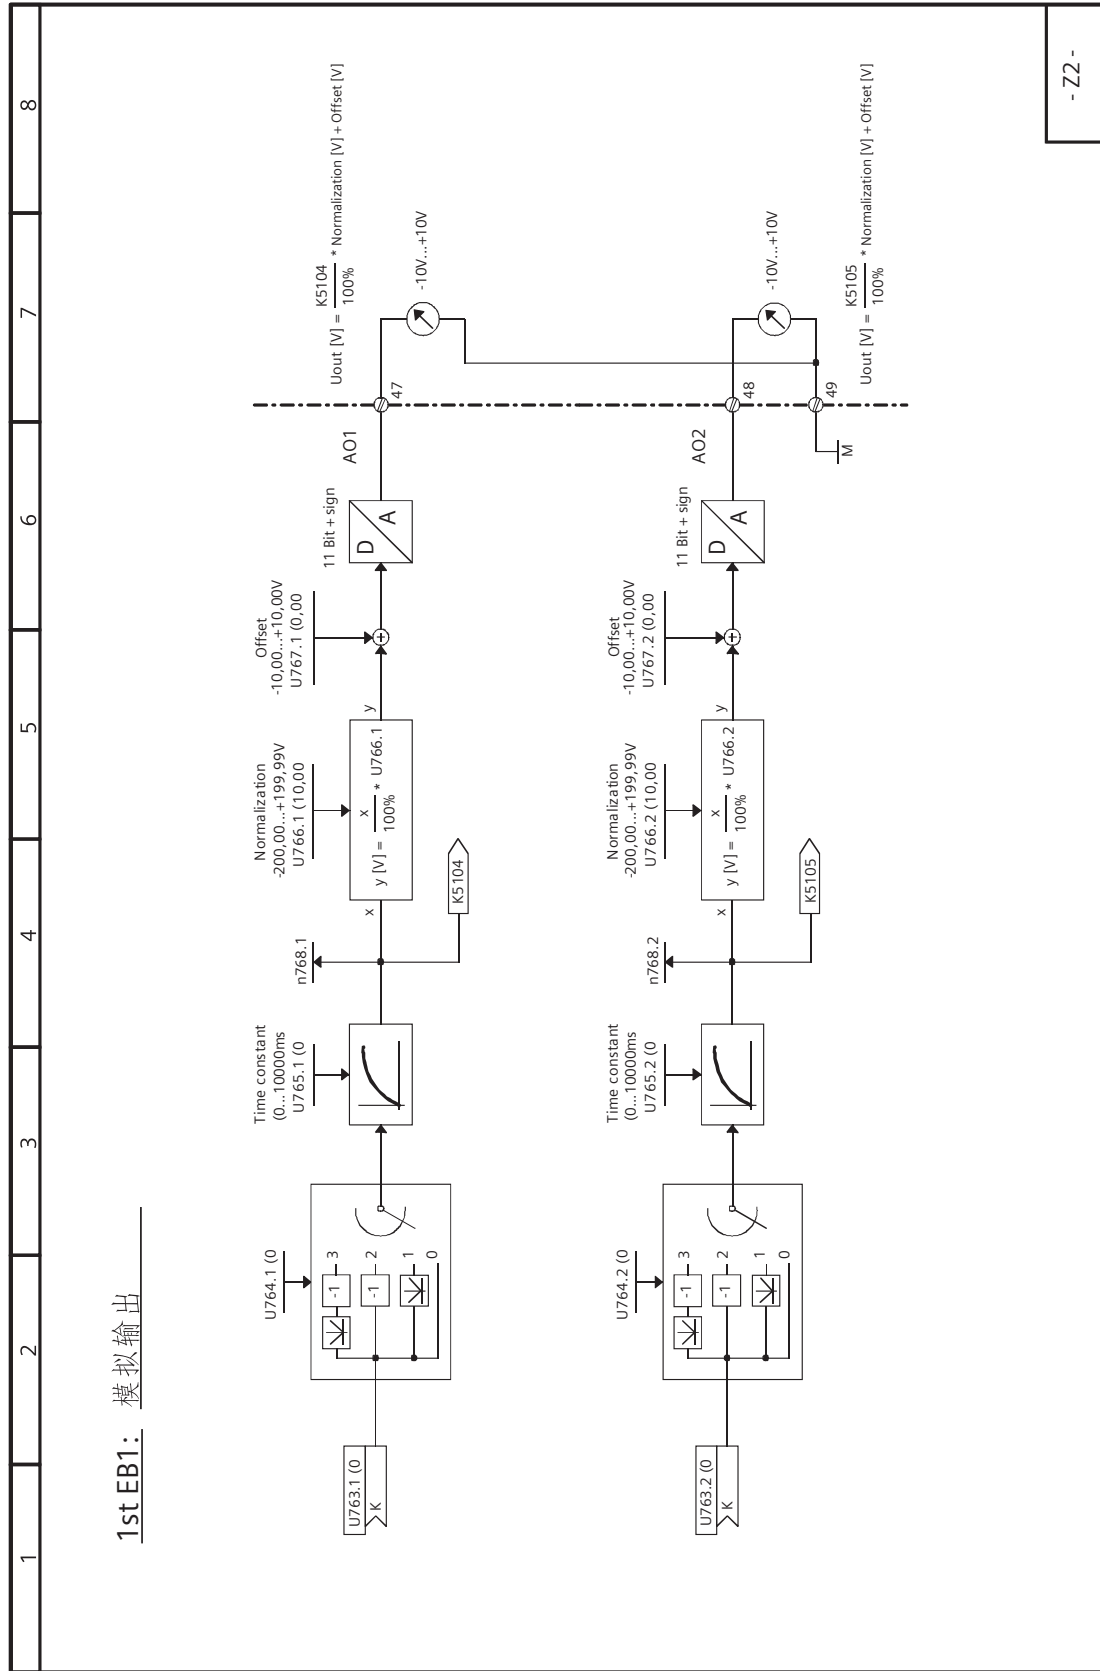 1 2 3 4 5 6 7 8
1st EB1: 模拟输出
U763.1 (0
K
U764.1 (0
-1 3
-1 2
1
0
Time constant
(0...10000ms
U765.1 (0
n768.1
K5104
Normalization
-200,00...+199,99V
U766.1 (10,00
x
y [V] = x / 100% * U766.1
y
Offset
-10,00...+10,00V
U767.1 (0,00
11 Bit + sign
D
A
AO1
47
Uout [V] = K5104 / 100% * Normalization [V] + Offset [V]
-10V...+10V
U763.2 (0
K
U764.2 (0
-1 3
-1 2
1
0
Time constant
(0...10000ms
U765.2 (0
n768.2
K5105
Normalization
-200,00...+199,99V
U766.2 (10,00
x
y [V] = x / 100% * U766.2
y
Offset
-10,00...+10,00V
U767.2 (0,00
11 Bit + sign
D
A
AO2
48
-10V...+10V
49
M
Uout [V] = K5105 / 100% * Normalization [V] + Offset [V]
- Z2 -